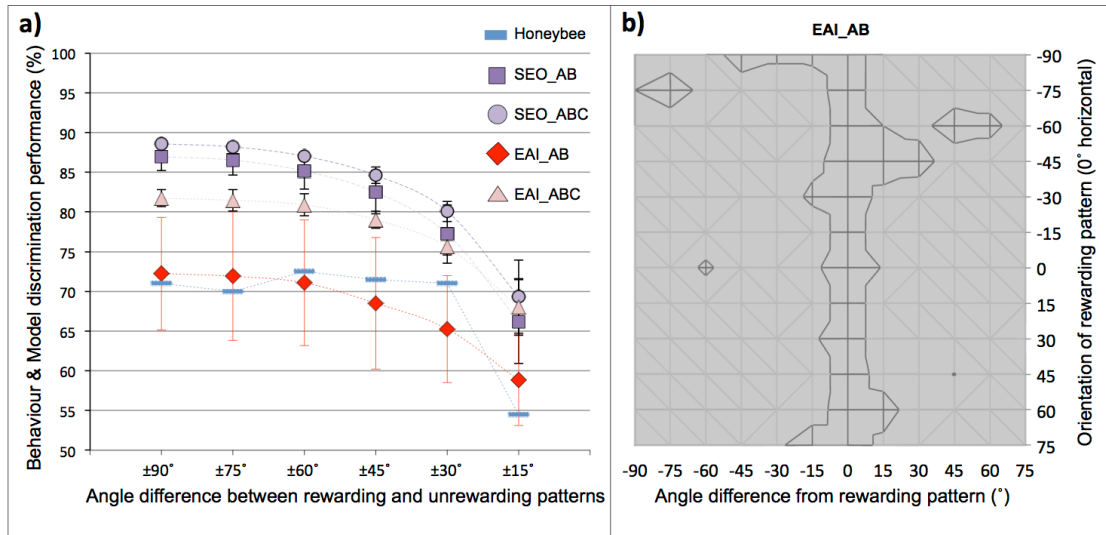 a)
Behaviour & Model discrimination performance (%)
100
95
90
85
80
75
70
65
60
55
50
Honeybee
SEO_AB
SEO_ABC
EAI_AB
EAI_ABC
±90˚ ±75˚ ±60˚ ±45˚ ±30˚ ±15˚
Angle difference between rewarding and unrewarding patterns
b)
EAI_AB
-90
-75
-60
-45
-30
-15
0
15
30
45
60
75
Orientation of rewarding pattern (0˚ horizontal)
-90 -75 -60 -45 -30 -15 0 15 30 45 60 75
Angle difference from rewarding pattern (˚)